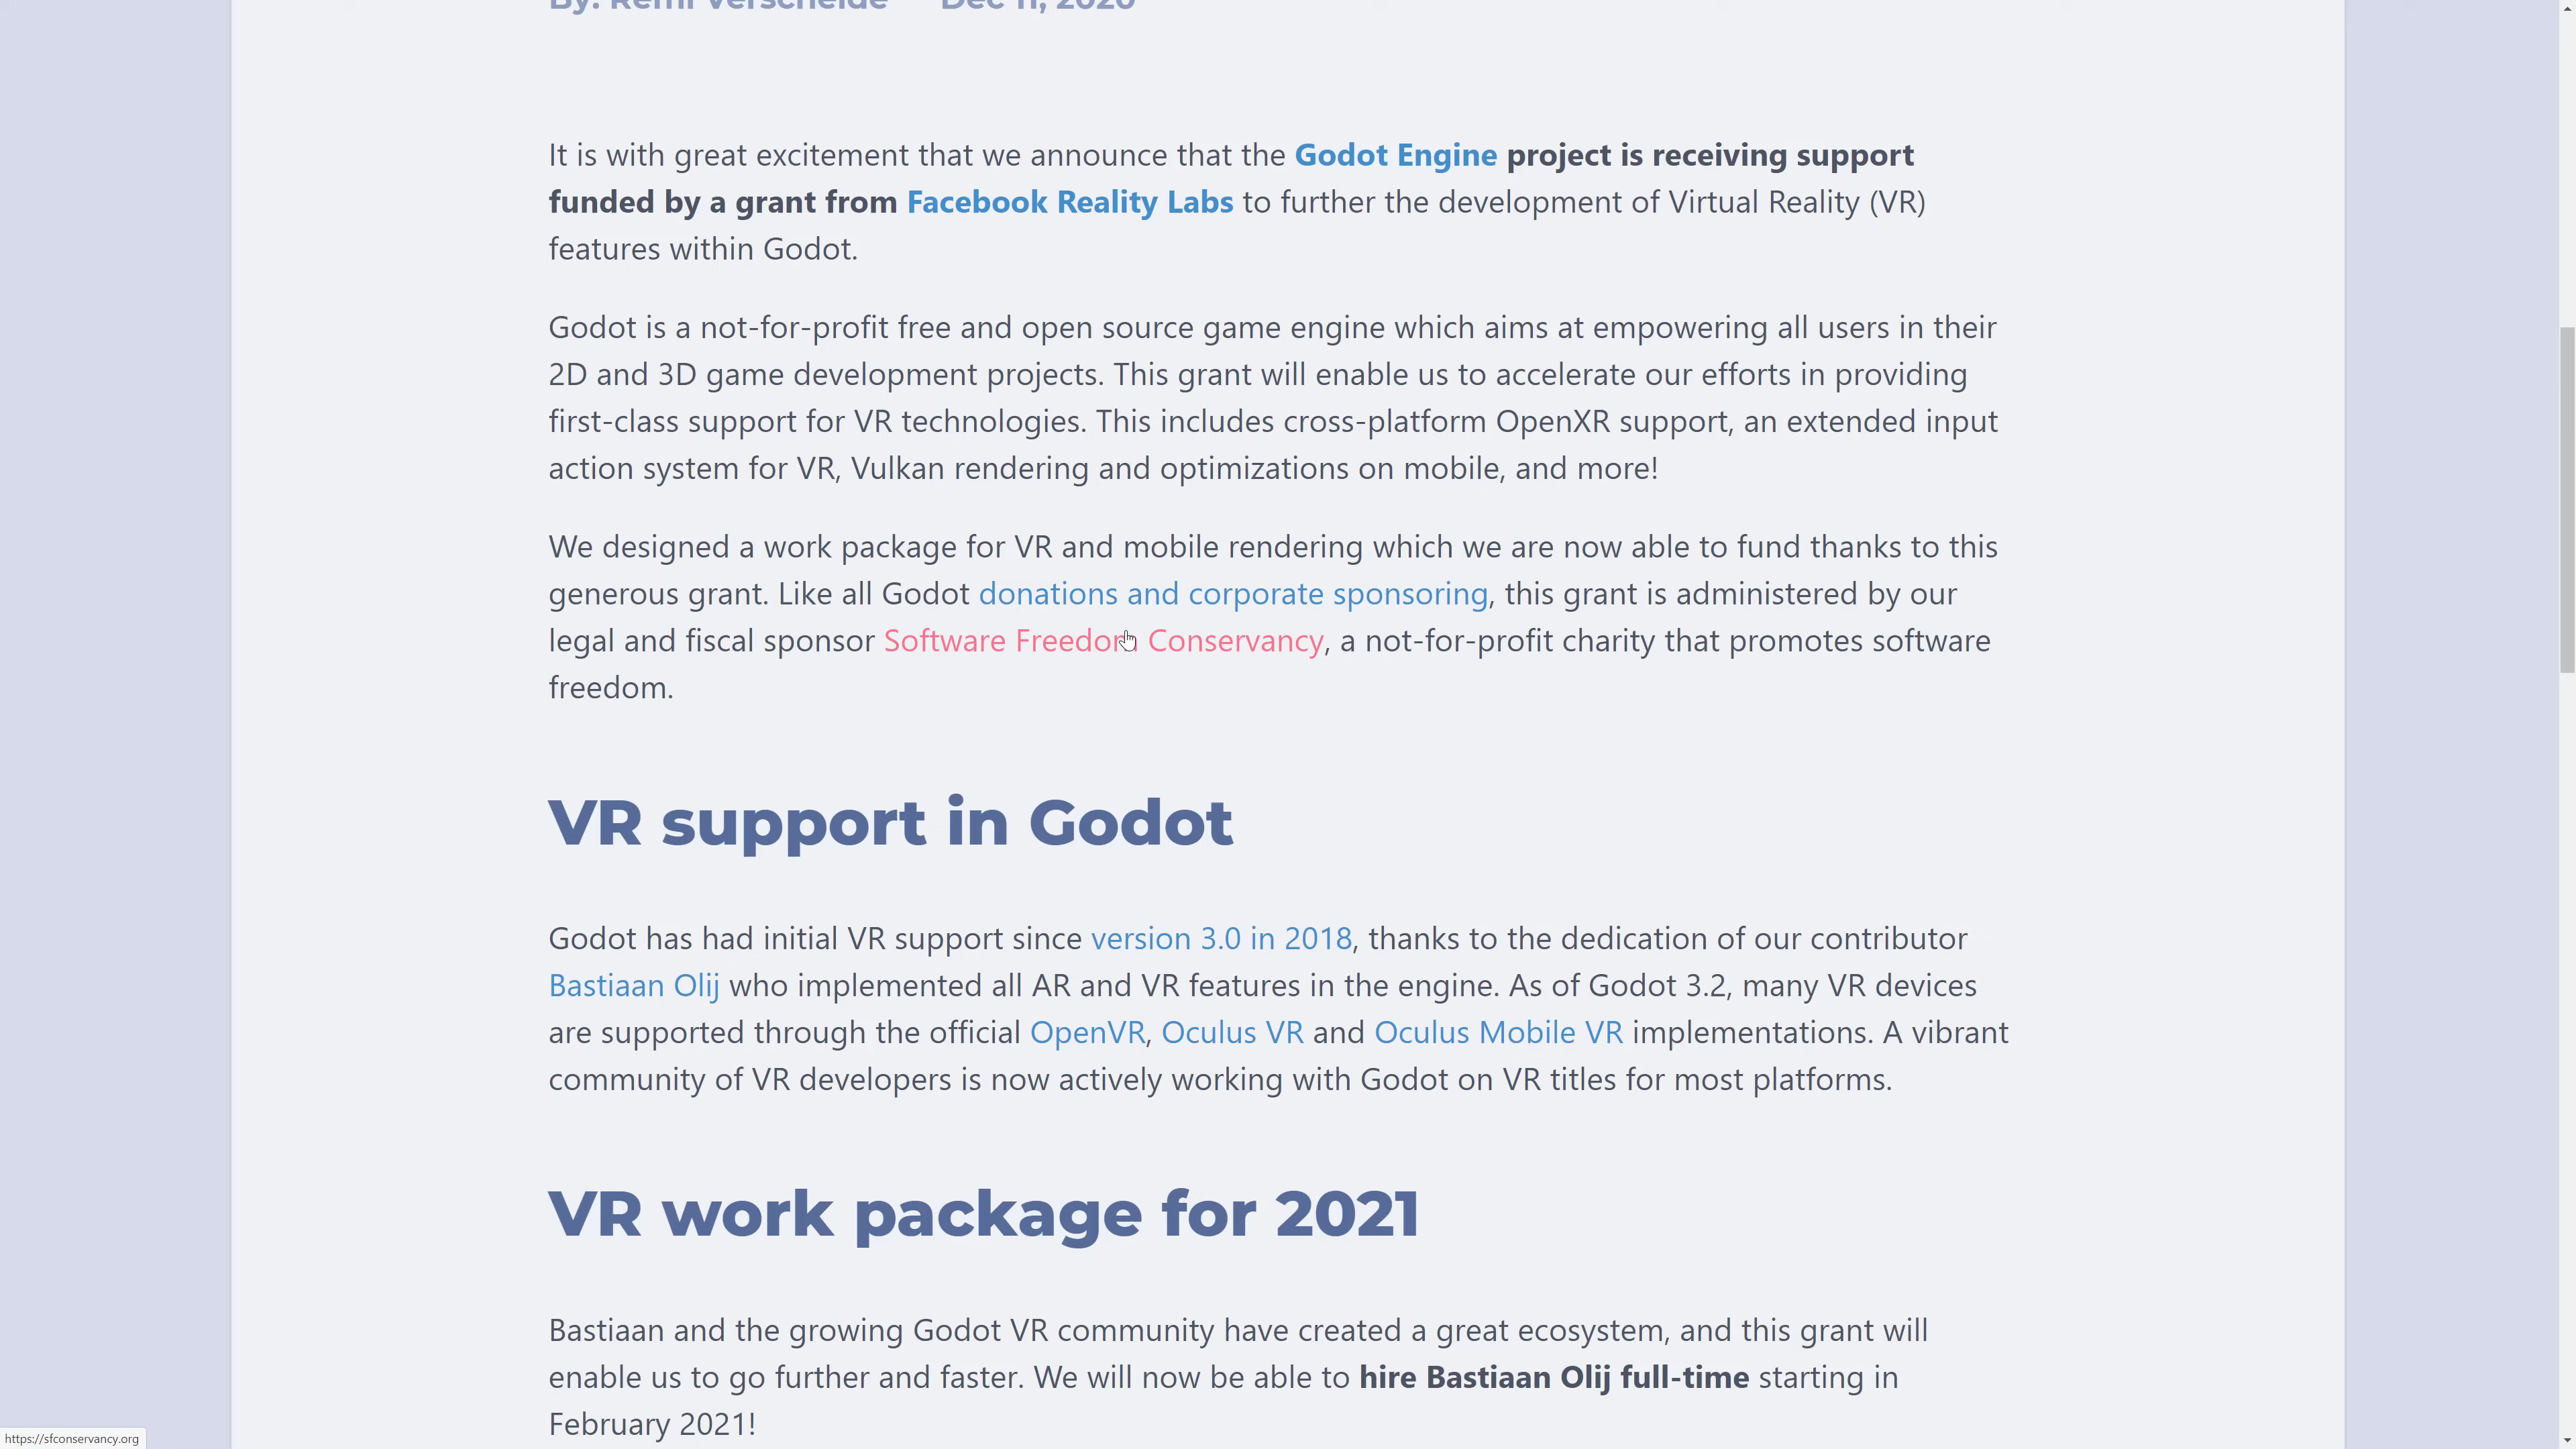 By: Rémi Verschelde Dec 11, 2020
It is with great excitement that we announce that the Godot Engine project is receiving support
funded by a grant from Facebook Reality Labs to further the development of Virtual Reality (VR)
features within Godot.
Godot is a not-for-profit free and open source game engine which aims at empowering all users in their
2D and 3D game development projects. This grant will enable us to accelerate our efforts in providing
first-class support for VR technologies. This includes cross-platform OpenXR support, an extended input
action system for VR, Vulkan rendering and optimizations on mobile, and more!
We designed a work package for VR and mobile rendering which we are now able to fund thanks to this
generous grant. Like all Godot donations and corporate sponsoring, this grant is administered by our
legal and fiscal sponsor Software Freedom Conservancy, a not-for-profit charity that promotes software
freedom.
VR support in Godot
Godot has had initial VR support since version 3.0 in 2018, thanks to the dedication of our contributor
Bastiaan Olij who implemented all AR and VR features in the engine. As of Godot 3.2, many VR devices
are supported through the official OpenVR, Oculus VR and Oculus Mobile VR implementations. A vibrant
community of VR developers is now actively working with Godot on VR titles for most platforms.
VR work package for 2021
Bastiaan and the growing Godot VR community have created a great ecosystem, and this grant will
enable us to go further and faster. We will now be able to hire Bastiaan Olij full-time starting in
February 2021!
https://sfconservancy.org